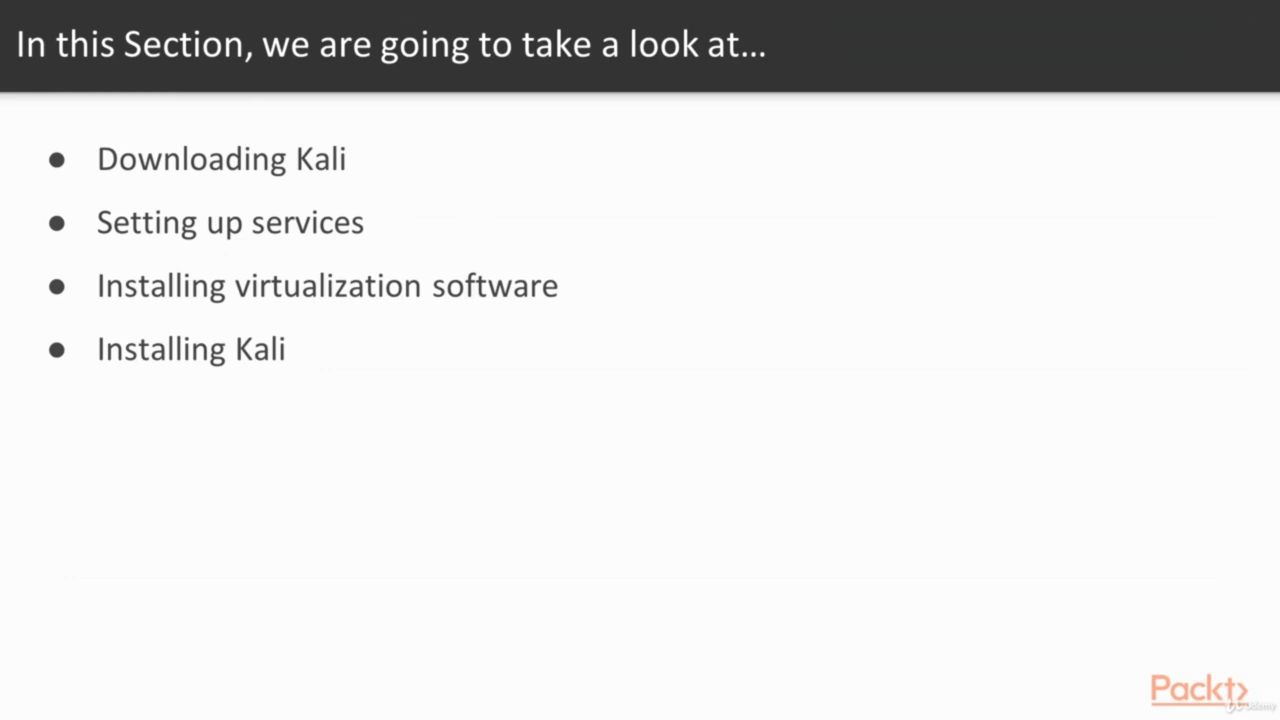 In this Section, we are going to take a look at...
● Downloading Kali
● Setting up services
● Installing virtualization software
● Installing Kali
Packt>
Udemy